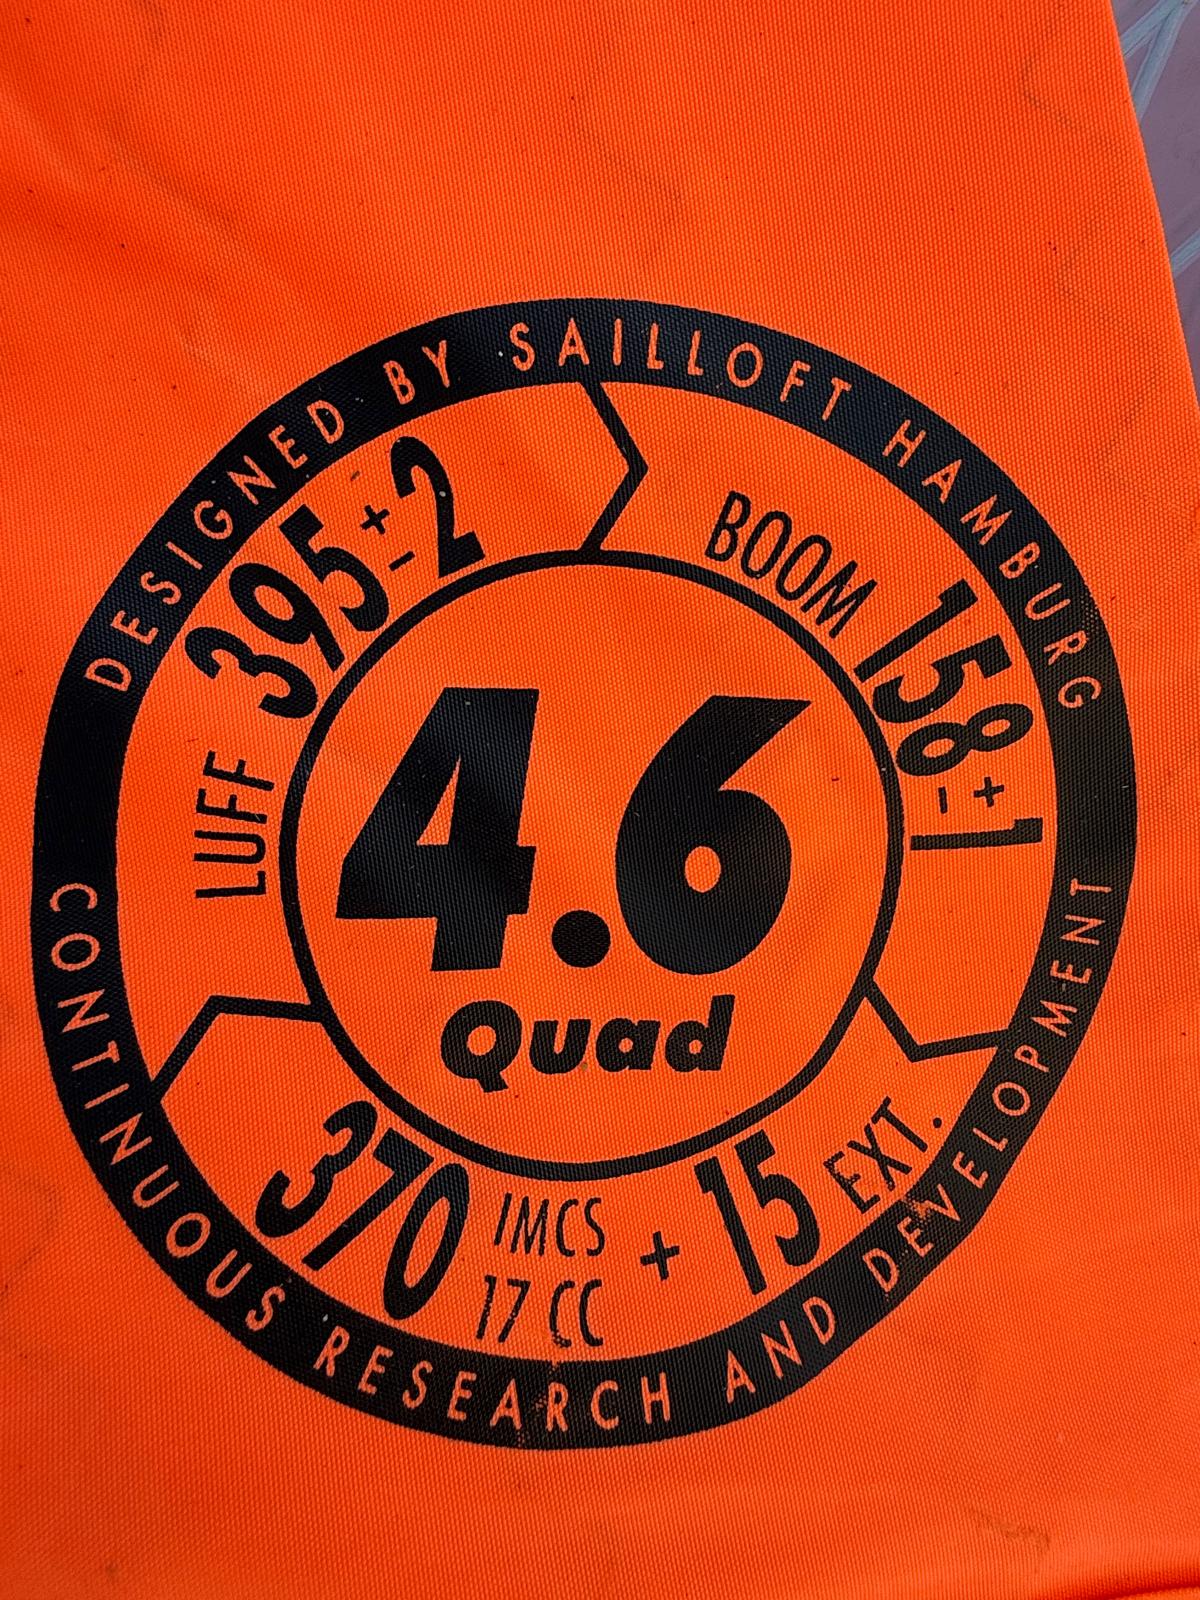 DESIGNED BY SAILLOFT HAMBURG
LUFF 395 ± 2
BOOM 158 ± 1
4.6
Quad
370 IMCS
17 CC + 15 EXT.
CONTINUOUS RESEARCH AND DEVELOPMENT